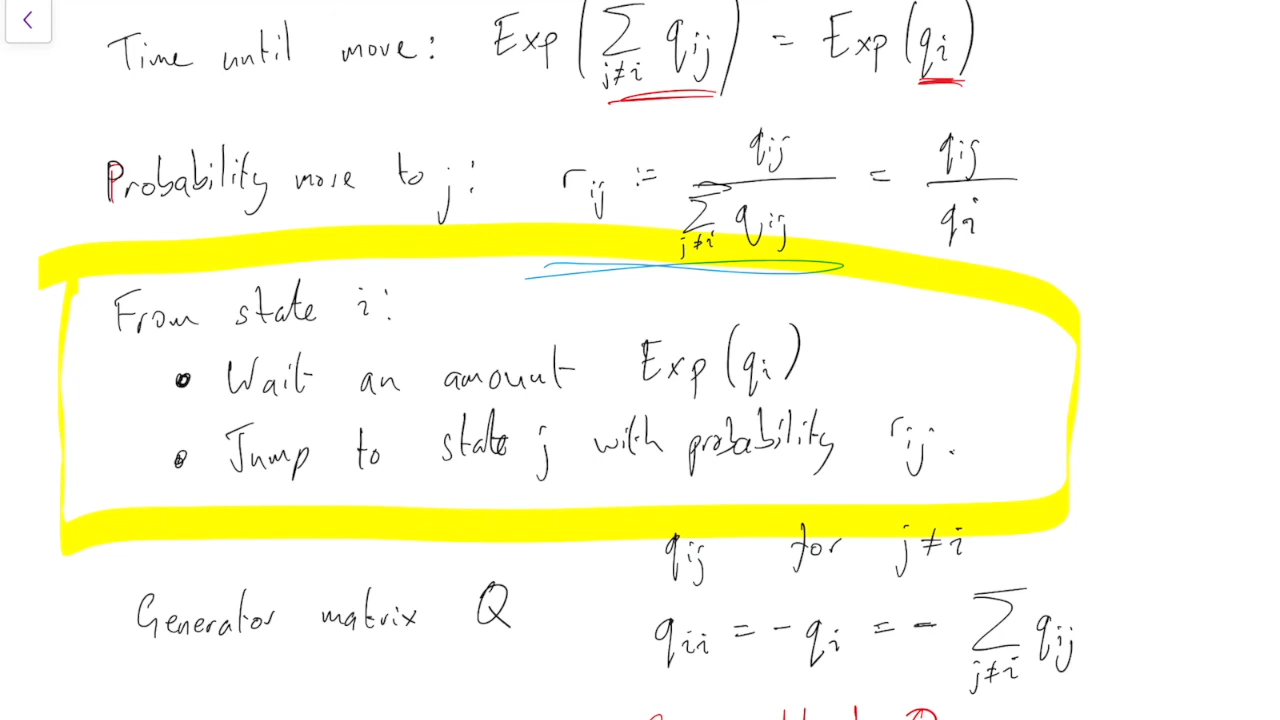 Time until move: Exp(∑_{j≠i} q_ij) = Exp(q_i)
Probability move to j: r_ij := q_ij / ∑_{j≠i} q_ij = q_ij / q_i
From state i:
• Wait an amount Exp(q_i)
• Jump to state j with probability r_ij.
q_ij for j≠i
Generator matrix Q
q_ii = -q_i = - ∑_{j≠i} q_ij